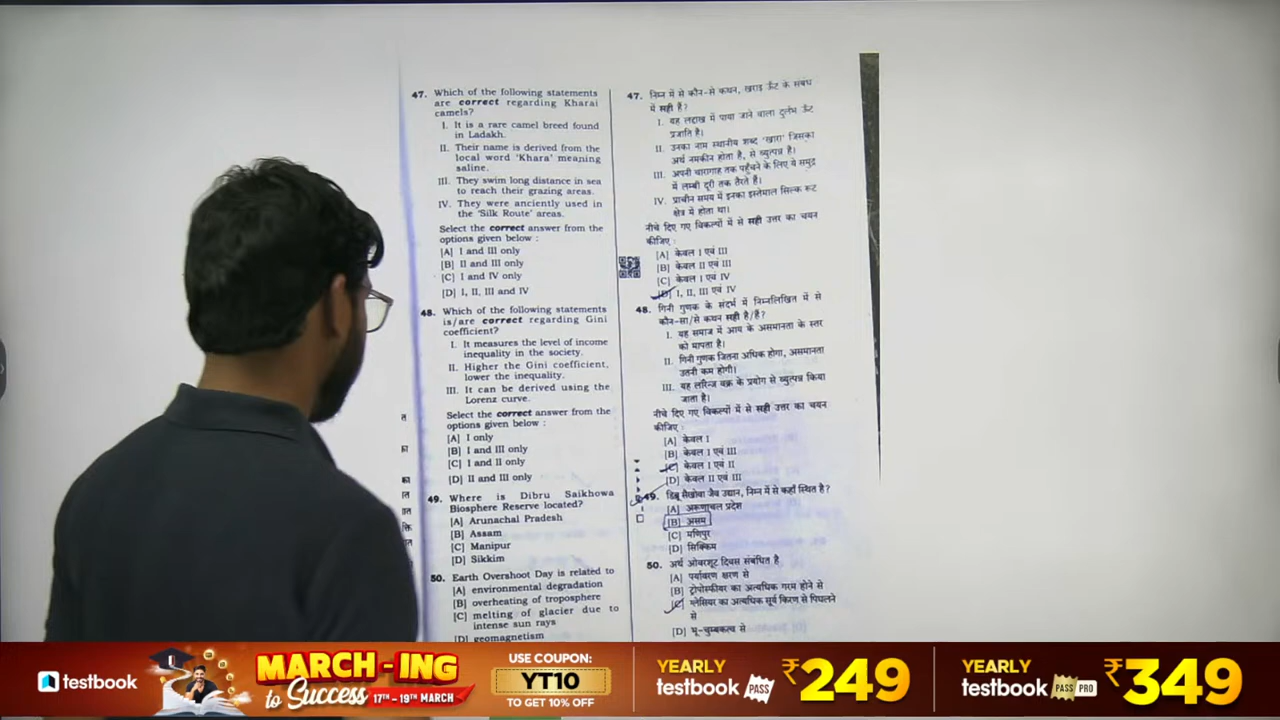 47. Which of the following statements
are correct regarding Kharai
camels?
I. It is a rare camel breed found
in Ladakh.
II. Their name is derived from the
local word 'Khara' meaning
saline.
III. They swim long distance in sea
to reach their grazing areas.
IV. They were anciently used in
the 'Silk Route' areas.
Select the correct answer from the
options given below :
[A] I and III only
[B] II and III only
[C] I and IV only
[D] I, II, III and IV
48. Which of the following statements
is/are correct regarding Gini
coefficient?
I. It measures the level of income
inequality in the society.
II. Higher the Gini coefficient,
lower the inequality.
III. It can be derived using the
Lorenz curve.
Select the correct answer from the
options given below :
[A] I only
[B] I and III only
[C] I and II only
[D] II and III only
49. Where is Dibru Saikhowa
Biosphere Reserve located?
[A] Arunachal Pradesh
[B] Assam
[C] Manipur
[D] Sikkim
50. Earth Overshoot Day is related to
[A] environmental degradation
[B] overheating of troposphere
[C] melting of glacier due to
intense sun rays
[D] geomagnetism
47. निम्न में से कौन-से कथन, खराइ ऊँट के संबंध
में सही हैं?
I. यह लद्दाख में पाया जाने वाला दुर्लभ ऊँट
प्रजाति है।
II. उनका नाम स्थानीय शब्द 'खारा' जिसका
अर्थ नमकीन होता है, से व्युत्पन्न है।
III. अपनी चारागाह तक पहुँचने के लिए ये समुद्र
में लम्बी दूरी तक तैरते हैं।
IV. प्राचीन समय में इनका इस्तेमाल सिल्क रूट
क्षेत्र में होता था।
नीचे दिए गए विकल्पों में से सही उत्तर का चयन
कीजिए :
[A] केवल I एवं III
[B] केवल II एवं III
[C] केवल I एवं IV
[D] I, II, III एवं IV
48. गिनी गुणक के संदर्भ में निम्नलिखित में से
कौन-सा/से कथन सही है/हैं?
I. यह समाज में आय के असमानता के स्तर
को मापता है।
II. गिनी गुणक जितना अधिक होगा, असमानता
उतनी कम होगी।
III. यह लॉरेन्ज वक्र के प्रयोग से व्युत्पन्न किया
जाता है।
नीचे दिए गए विकल्पों में से सही उत्तर का चयन
कीजिए :
[A] केवल I
[B] केवल I एवं III
[C] केवल I एवं II
[D] केवल II एवं III
49. डिब्रू सैखोवा जैव उद्यान, निम्न में से कहाँ स्थित है?
[A] अरूणाचल प्रदेश
[B] असम
[C] मणिपुर
[D] सिक्किम
50. अर्थ ओवरशूट दिवस संबंधित है
[A] पर्यावरण क्षरण से
[B] ट्रोपोस्फीयर का अत्यधिक गरम होने से
[C] ग्लेसियर का अत्यधिक सूर्य किरण से पिघलने
से
[D] भू-चुम्बकत्व से
testbook
MARCH-ING
to Success
17TH - 19TH MARCH
USE COUPON:
YT10
TO GET 10% OFF
YEARLY
testbook PASS
₹249
YEARLY
testbook PASS PRO
₹349